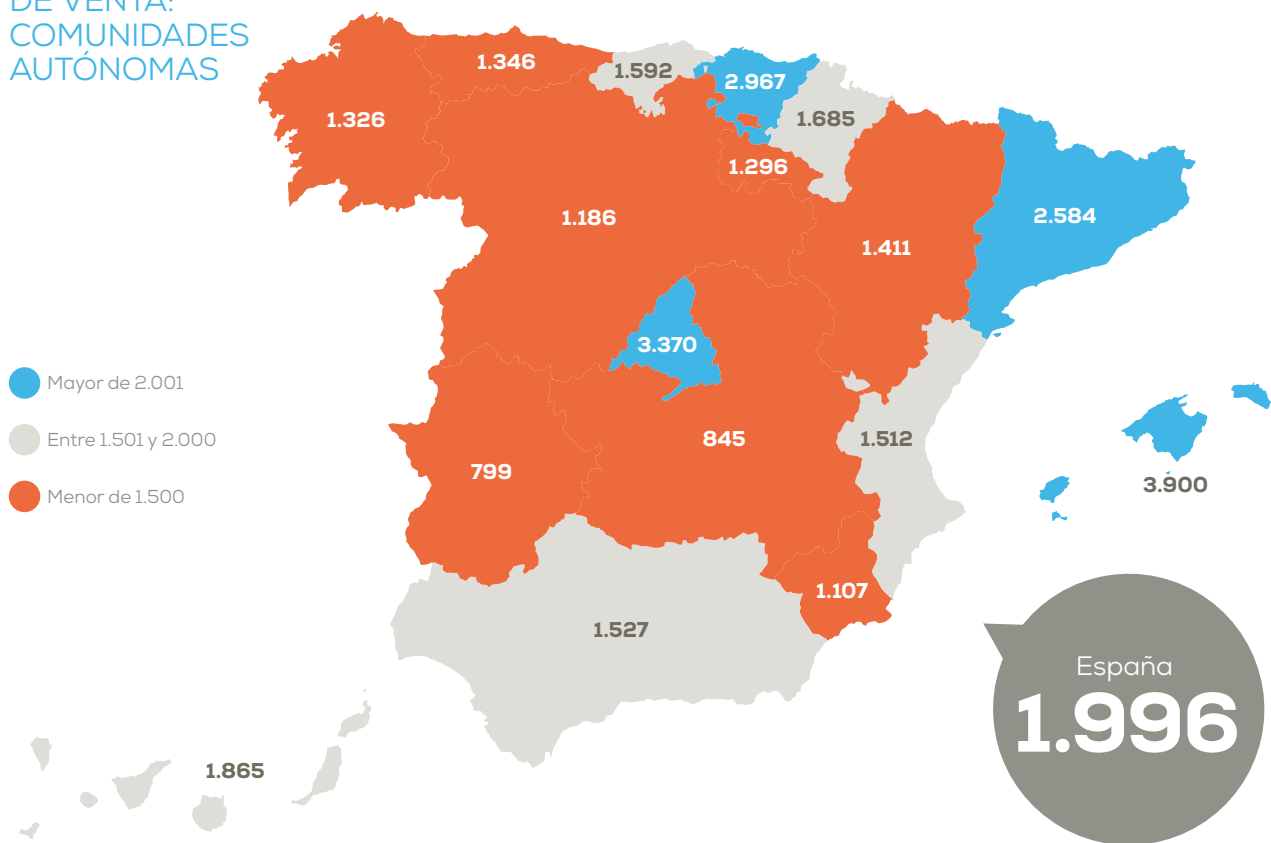 DE VENTA:
COMUNIDADES
AUTÓNOMAS
1.346
1.592
2.967
1.326
1.685
1.296
1.186
2.584
1.411
3.370
Mayor de 2.001
Entre 1.501 y 2.000
Menor de 1.500
845
1.512
799
3.900
1.107
1.527
España
1.996
1.865